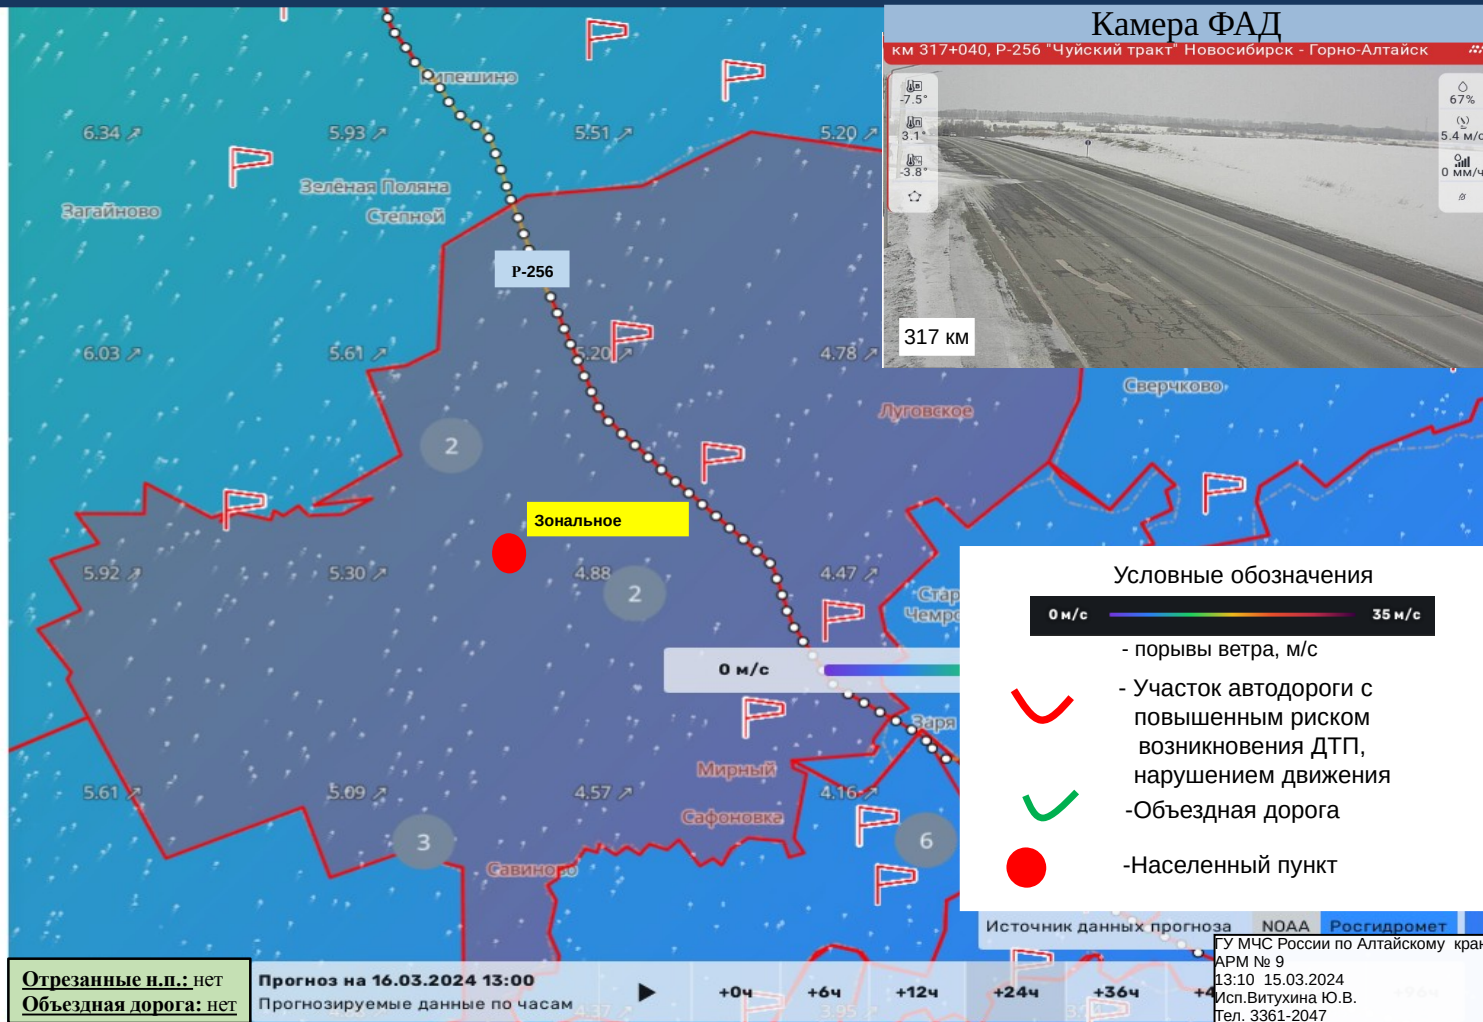 Камера ФАД
км 317+040, Р-256 "Чуйский тракт" Новосибирск - Горно-Алтайск
-7.5°
3.1°
-3.8°
67%
5.4 м/с
0 мм/ч
317 км
6.34
5.93
5.51
5.20
Зелёная Поляна
Загайново
Степной
Р-256
6.03
5.61
5.20
4.78
Сверчково
Луговское
2
Зональное
5.92
5.30
4.88
4.47
2
0 м/с
Заря
Мирный
5.61
5.09
4.57
4.16
Сафоновка
3
6
Савиново
Условные обозначения
0 м/с
35 м/с
- порывы ветра, м/с
- Участок автодороги с
повышенным риском
возникновения ДТП,
нарушением движения
-Объездная дорога
-Населенный пункт
Источник данных прогноза NOAA Росгидромет
Отрезанные н.п.: нет
Объездная дорога: нет
Прогноз на 16.03.2024 13:00
Прогнозируемые данные по часам
+0ч
+6ч
+12ч
+24ч
+36ч
4.37
3.95
ГУ МЧС России по Алтайскому
АРМ № 9
13:10 15.03.2024
Исп.Витухина Ю.В.
Тел. 3361-2047